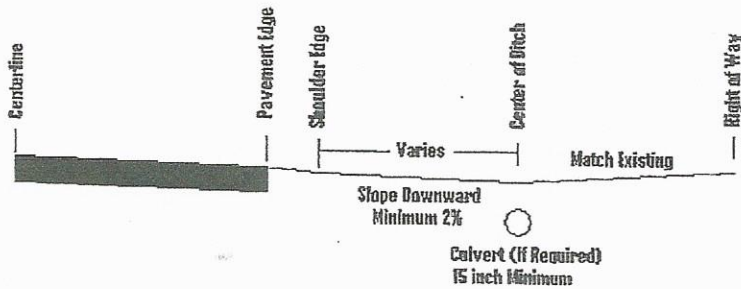 Centerline
Pavement Edge
Shoulder Edge
Center of Ditch
Right of Way
Varies
Match Existing
Slope Downward
Minimum 2%
Culvert (If Required)
15 inch Minimum